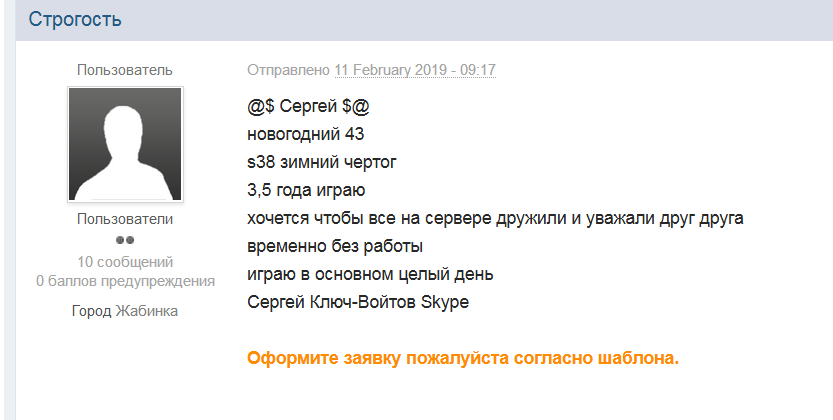 Строгость
Пользователь
Пользователи
10 сообщений
0 баллов предупреждения
Город Жабинка
Отправлено 11 February 2019 - 09:17
@$ Сергей $@
новогодний 43
s38 зимний чертог
3,5 года играю
хочется чтобы все на сервере дружили и уважали друг друга
временно без работы
играю в основном целый день
Сергей Ключ-Войтов Skype
Оформите заявку пожалуйста согласно шаблона.